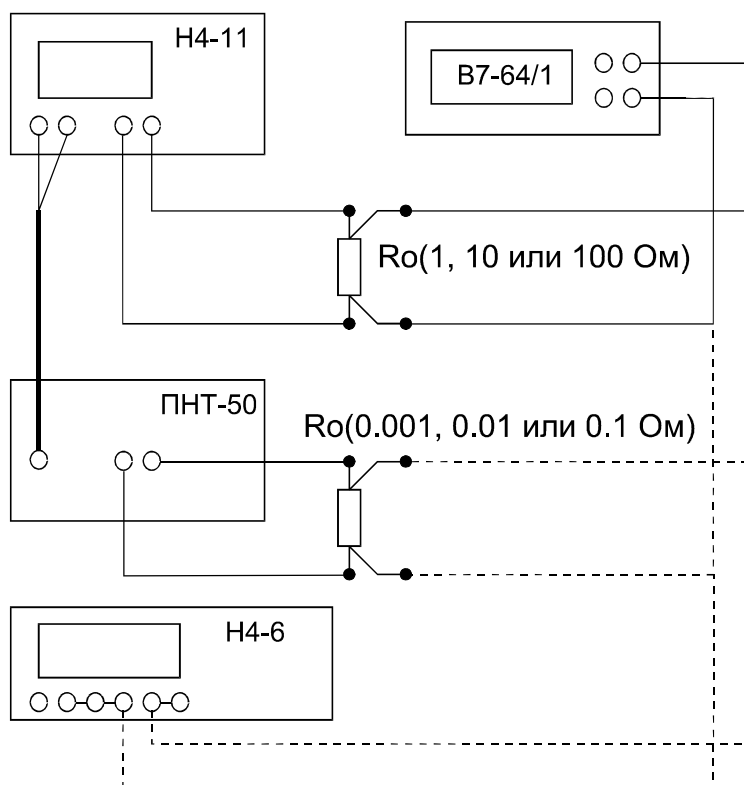 Н4-11
В7-64/1
Ro(1, 10 или 100 Ом)
ПНТ-50
Ro(0.001, 0.01 или 0.1 Ом)
Н4-6